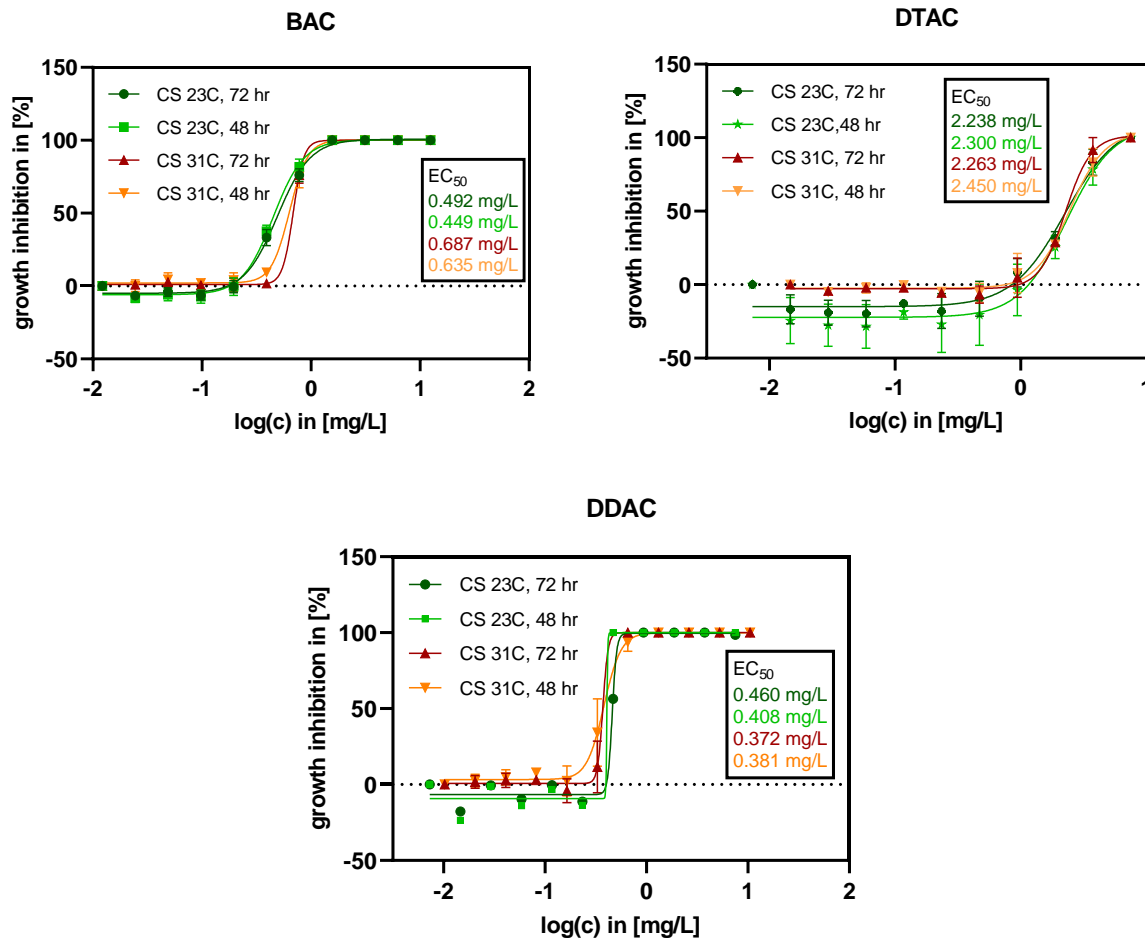 BAC
growth inhibition in [%]
150
100
50
0
-50
CS 23C, 72 hr
CS 23C, 48 hr
CS 31C, 72 hr
CS 31C, 48 hr
EC50
0.492 mg/L
0.449 mg/L
0.687 mg/L
0.635 mg/L
-2 -1 0 1 2
log(c) in [mg/L]
DTAC
growth inhibition in [%]
150
100
50
0
-50
CS 23C, 72 hr
CS 23C,48 hr
CS 31C, 72 hr
CS 31C, 48 hr
EC50
2.238 mg/L
2.300 mg/L
2.263 mg/L
2.450 mg/L
-2 -1 0 1
log(c) in [mg/L]
DDAC
growth inhibition in [%]
150
100
50
0
-50
CS 23C, 72 hr
CS 23C, 48 hr
CS 31C, 72 hr
CS 31C, 48 hr
EC50
0.460 mg/L
0.408 mg/L
0.372 mg/L
0.381 mg/L
-2 -1 0 1 2
log(c) in [mg/L]